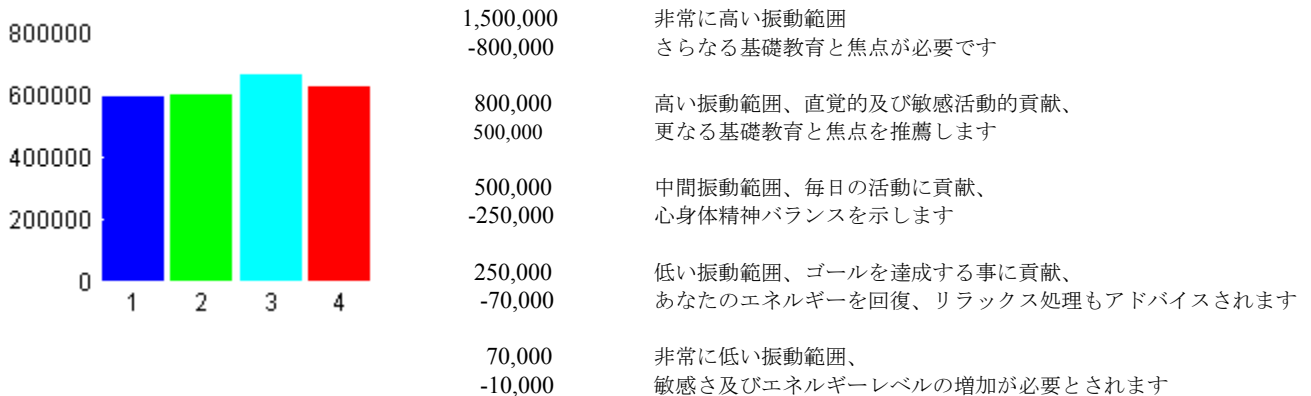 800000
600000
400000
200000
0
1 2 3 4
1,500,000 非常に高い振動範囲
-800,000 さらなる基礎教育と焦点が必要です
800,000 高い振動範囲、直覚的及び敏感活動的貢献、
500,000 更なる基礎教育と焦点を推薦します
500,000 中間振動範囲、毎日の活動に貢献、
-250,000 心身体精神バランスを示します
250,000 低い振動範囲、ゴールを達成する事に貢献、
-70,000 あなたのエネルギーを回復、リラックス処理もアドバイスされます
70,000 非常に低い振動範囲、
-10,000 敏感さ及びエネルギーレベルの増加が必要とされます